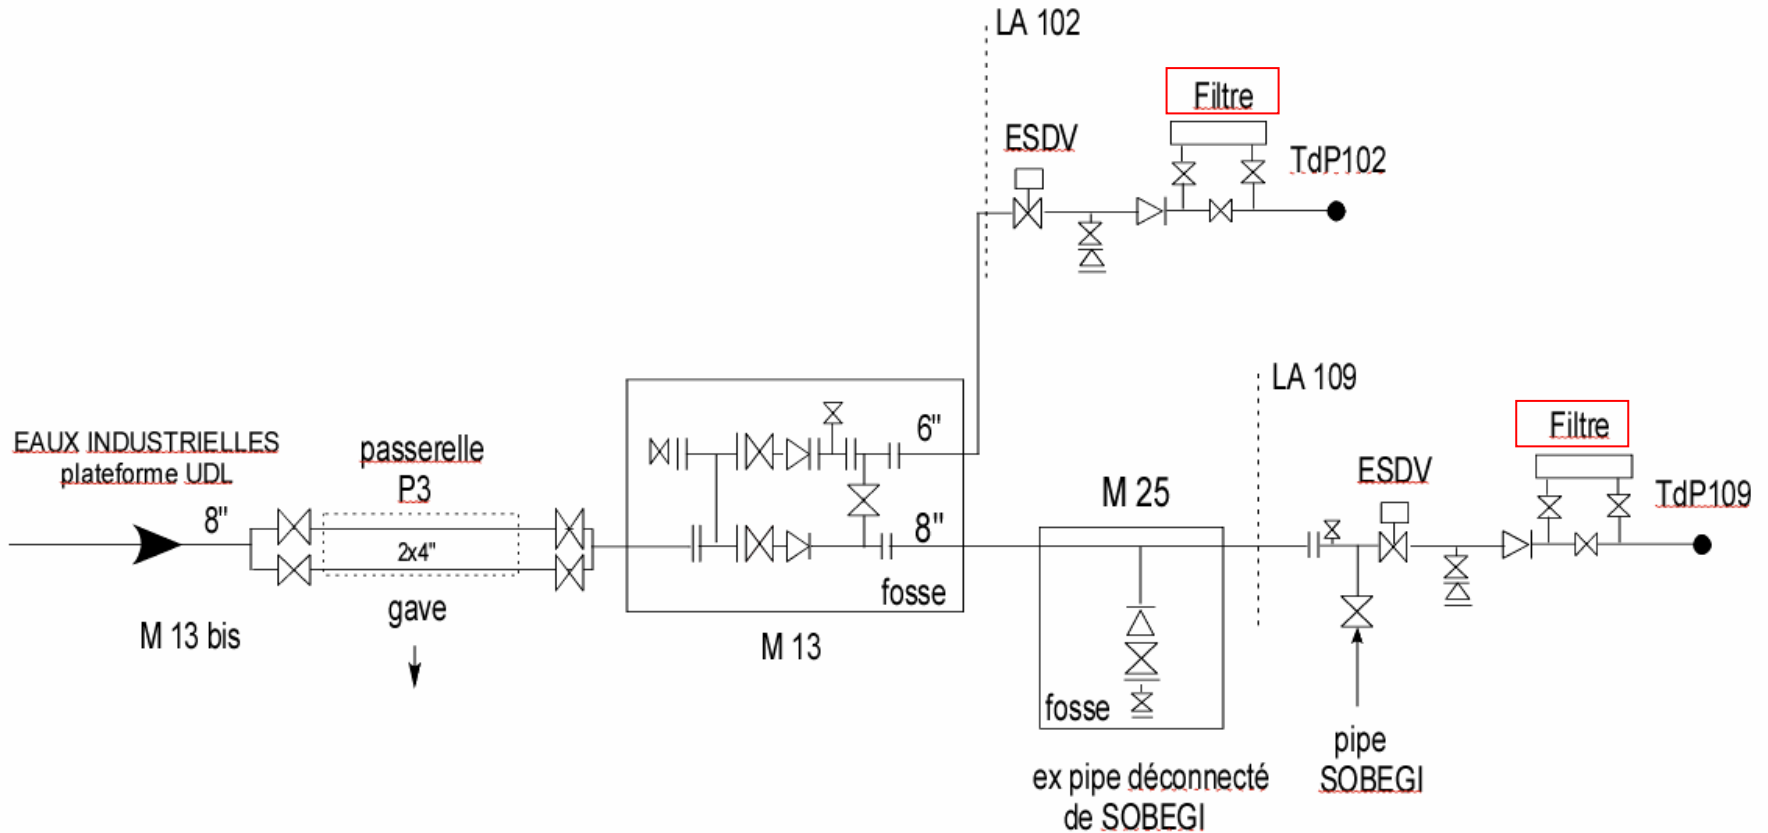 LA 102
Filtre
ESDV
TdP102
LA 109
EAUX INDUSTRIELLES
plateforme UDL
passerelle
P3
8"
2x4"
gave
M 13 bis
6"
8"
fosse
M 13
M 25
fosse
ex pipe déconnecté
de SOBEGI
Filtre
ESDV
TdP109
pipe
SOBEGI